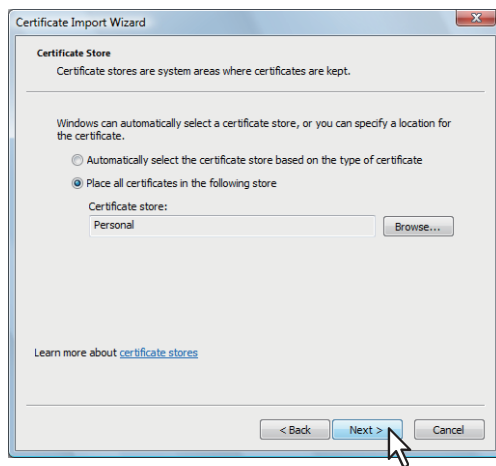 Certificate Import Wizard
Certificate Store
Certificate stores are system areas where certificates are kept.
Windows can automatically select a certificate store, or you can specify a location for
the certificate.
Automatically select the certificate store based on the type of certificate
Place all certificates in the following store
Certificate store:
Personal
Browse...
Learn more about certificate stores
< Back
Next >
Cancel